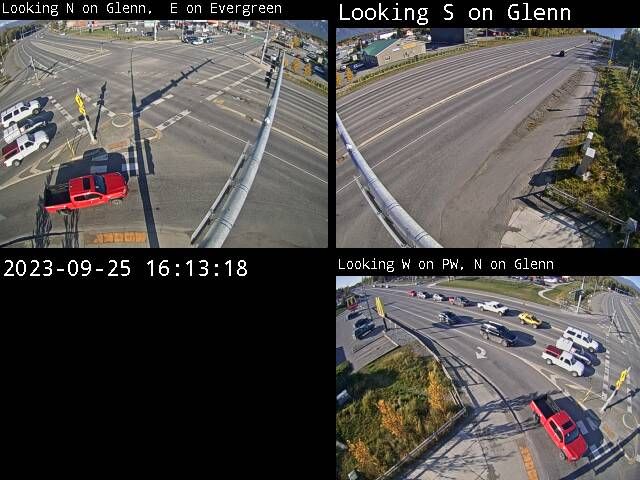 Looking N on Glenn,  E on Evergreen
Looking S on Glenn
2023-09-25 16:13:18
Looking W on PW, N on Glenn